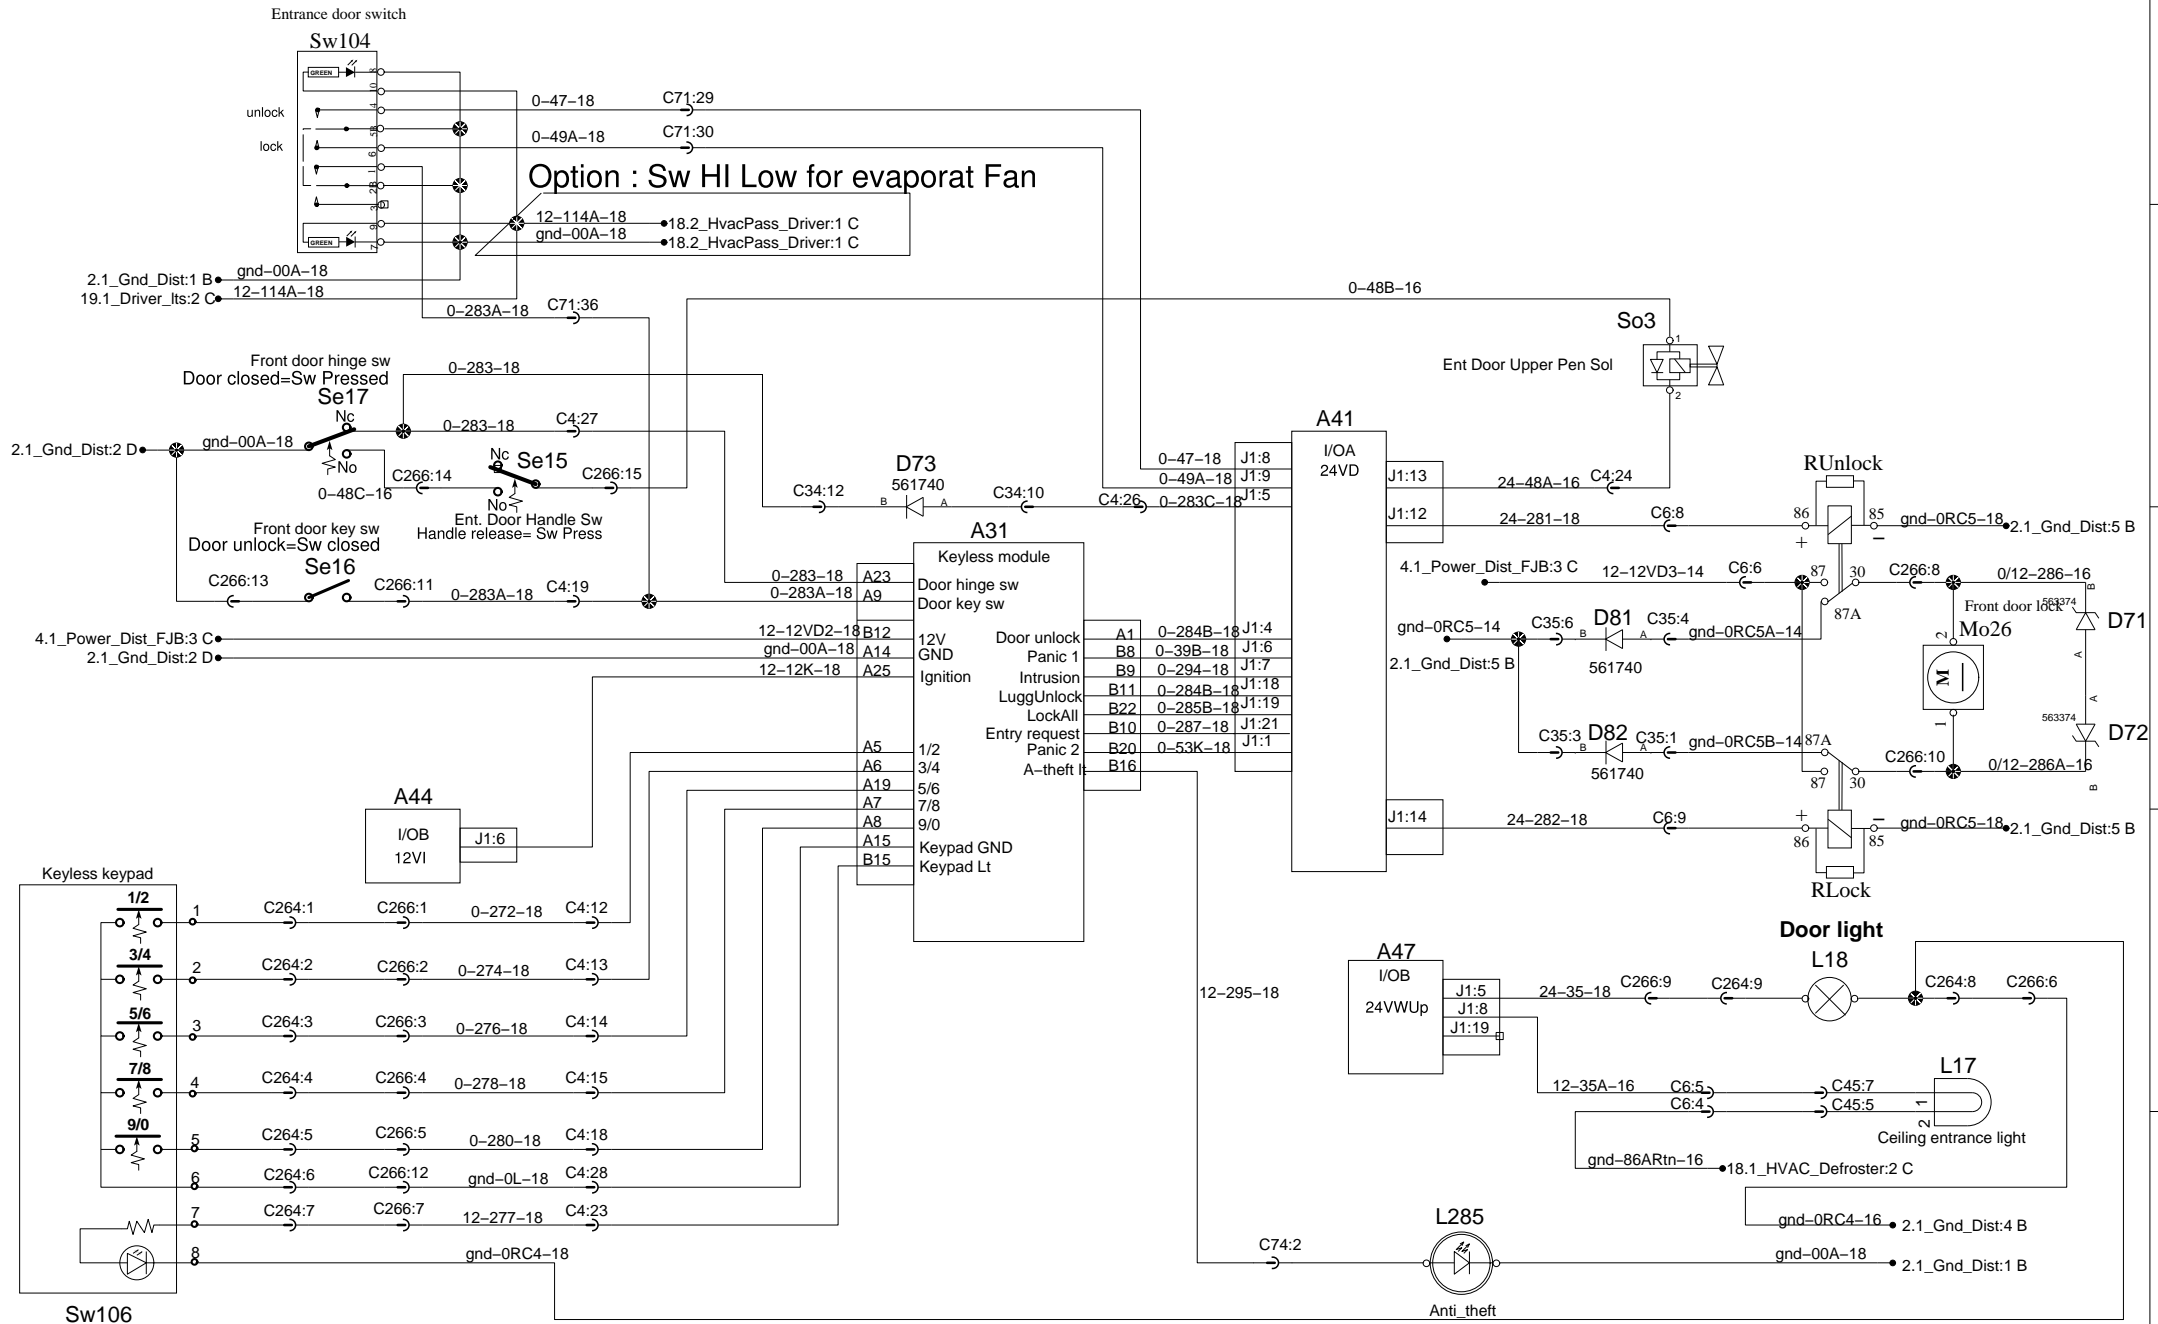 Entrance door switch
Sw104
GREEN
8
10
unlock
4
0-47-18
C71:29
5B
lock
6
0-49A-18
C71:30
1
2B
3
Option : Sw HI Low for evaporat Fan
9
12-114A-18
18.2_HvacPass_Driver:1 C
GREEN
7
gnd-00A-18
18.2_HvacPass_Driver:1 C
2.1_Gnd_Dist:1 B
gnd-00A-18
19.1_Driver_lts:2 C
12-114A-18
0-283A-18
C71:36
0-48B-16
So3
1
2
Ent Door Upper Pen Sol
Front door hinge sw
Door closed=Sw Pressed
Se17
Nc
No
0-283-18
0-283-18
C4:27
2.1_Gnd_Dist:2 D
gnd-00A-18
0-48C-16
C266:14
Nc
Se15
No
C266:15
Ent. Door Handle Sw
Handle release= Sw Press
Front door key sw
Door unlock=Sw closed
Se16
C266:13
C266:11
0-283A-18
C4:19
D73
561740
C34:12
B
A
C34:10
C4:26
0-283C-18
0-47-18
0-49A-18
A41
I/OA
24VD
J1:8
J1:9
J1:5
J1:13
24-48A-16
C4:24
J1:12
24-281-18
C6:8
RUnlock
86
85
+
−
gnd-0RC5-18
2.1_Gnd_Dist:5 B
4.1_Power_Dist_FJB:3 C
12-12VD3-14
C6:6
87
30
87A
C266:8
0/12-286-16
B
563374
D71
A
Front door lock
Mo26
2
M
1
gnd-0RC5-14
2.1_Gnd_Dist:5 B
C35:6
B
D81
A
C35:4
561740
gnd-0RC5A-14
C35:3
B
D82
A
C35:1
561740
gnd-0RC5B-14
87A
87
30
C266:10
0/12-286A-16
A
563374
D72
B
J1:14
24-282-18
C6:9
+
−
86
85
gnd-0RC5-18
2.1_Gnd_Dist:5 B
RLock
A31
Keyless module
0-283-18
A23
Door hinge sw
0-283A-18
A9
Door key sw
4.1_Power_Dist_FJB:3 C
12-12VD2-18
B12
12V
2.1_Gnd_Dist:2 D
gnd-00A-18
A14
GND
12-12K-18
A25
Ignition
Door unlock
A1
0-284B-18
J1:4
Panic 1
B8
0-39B-18
J1:6
Intrusion
B9
0-294-18
J1:7
LuggUnlock
B11
0-284B-18
J1:18
LockAll
B22
0-285B-18
J1:19
Entry request
B10
0-287-18
J1:21
Panic 2
B20
0-53K-18
J1:1
A-theft lt
B16
A5
1/2
A6
3/4
A19
5/6
A7
7/8
A8
9/0
A15
Keypad GND
B15
Keypad Lt
A44
I/OB
12VI
J1:6
Keyless keypad
1/2
1
C264:1
C266:1
0-272-18
C4:12
3/4
2
C264:2
C266:2
0-274-18
C4:13
5/6
3
C264:3
C266:3
0-276-18
C4:14
7/8
4
C264:4
C266:4
0-278-18
C4:15
9/0
5
C264:5
C266:5
0-280-18
C4:18
6
C264:6
C266:12
gnd-0L-18
C4:28
7
C264:7
C266:7
12-277-18
C4:23
8
gnd-0RC4-18
Sw106
12-295-18
Door light
L18
A47
I/OB
24VWUp
J1:5
J1:8
J1:19
24-35-18
C266:9
C264:9
C264:8
C266:6
12-35A-16
C6:5
C45:7
C6:4
C45:5
L17
1
2
Ceiling entrance light
gnd-86ARtn-16
18.1_HVAC_Defroster:2 C
gnd-0RC4-16
2.1_Gnd_Dist:4 B
C74:2
L285
Anti_theft
gnd-00A-18
2.1_Gnd_Dist:1 B